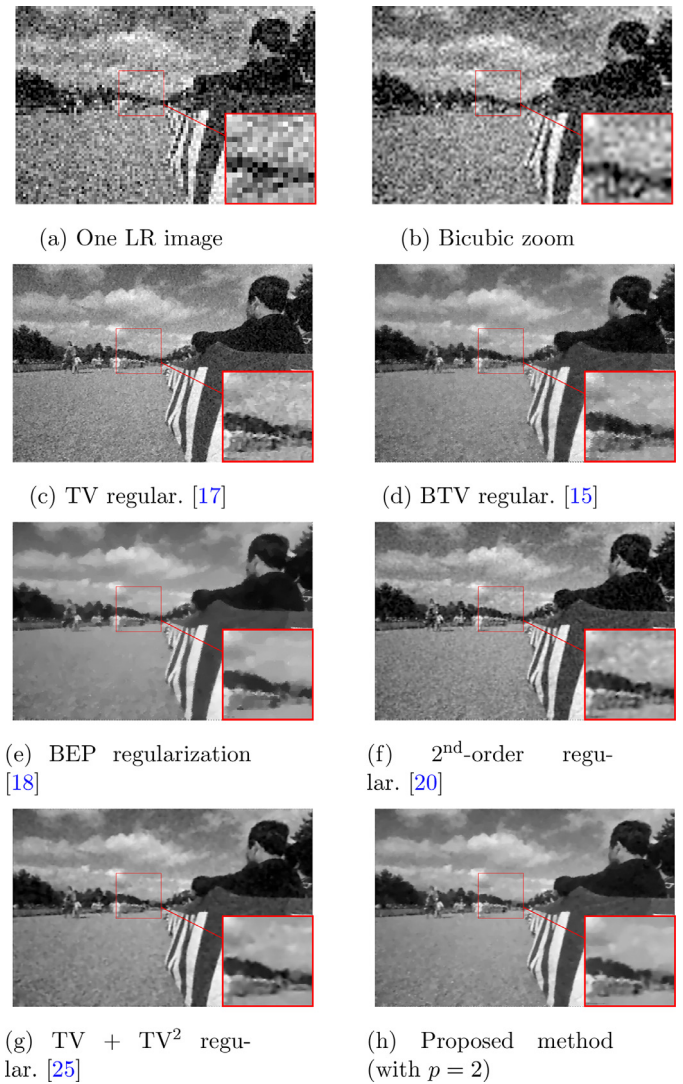 (a) One LR image
(b) Bicubic zoom
(c) TV regular. [17]
(d) BTV regular. [15]
(e) BEP regularization
[18]
(f) 2nd-order regu-
lar. [20]
(g) TV + TV² regu-
lar. [25]
(h) Proposed method
(with p = 2)